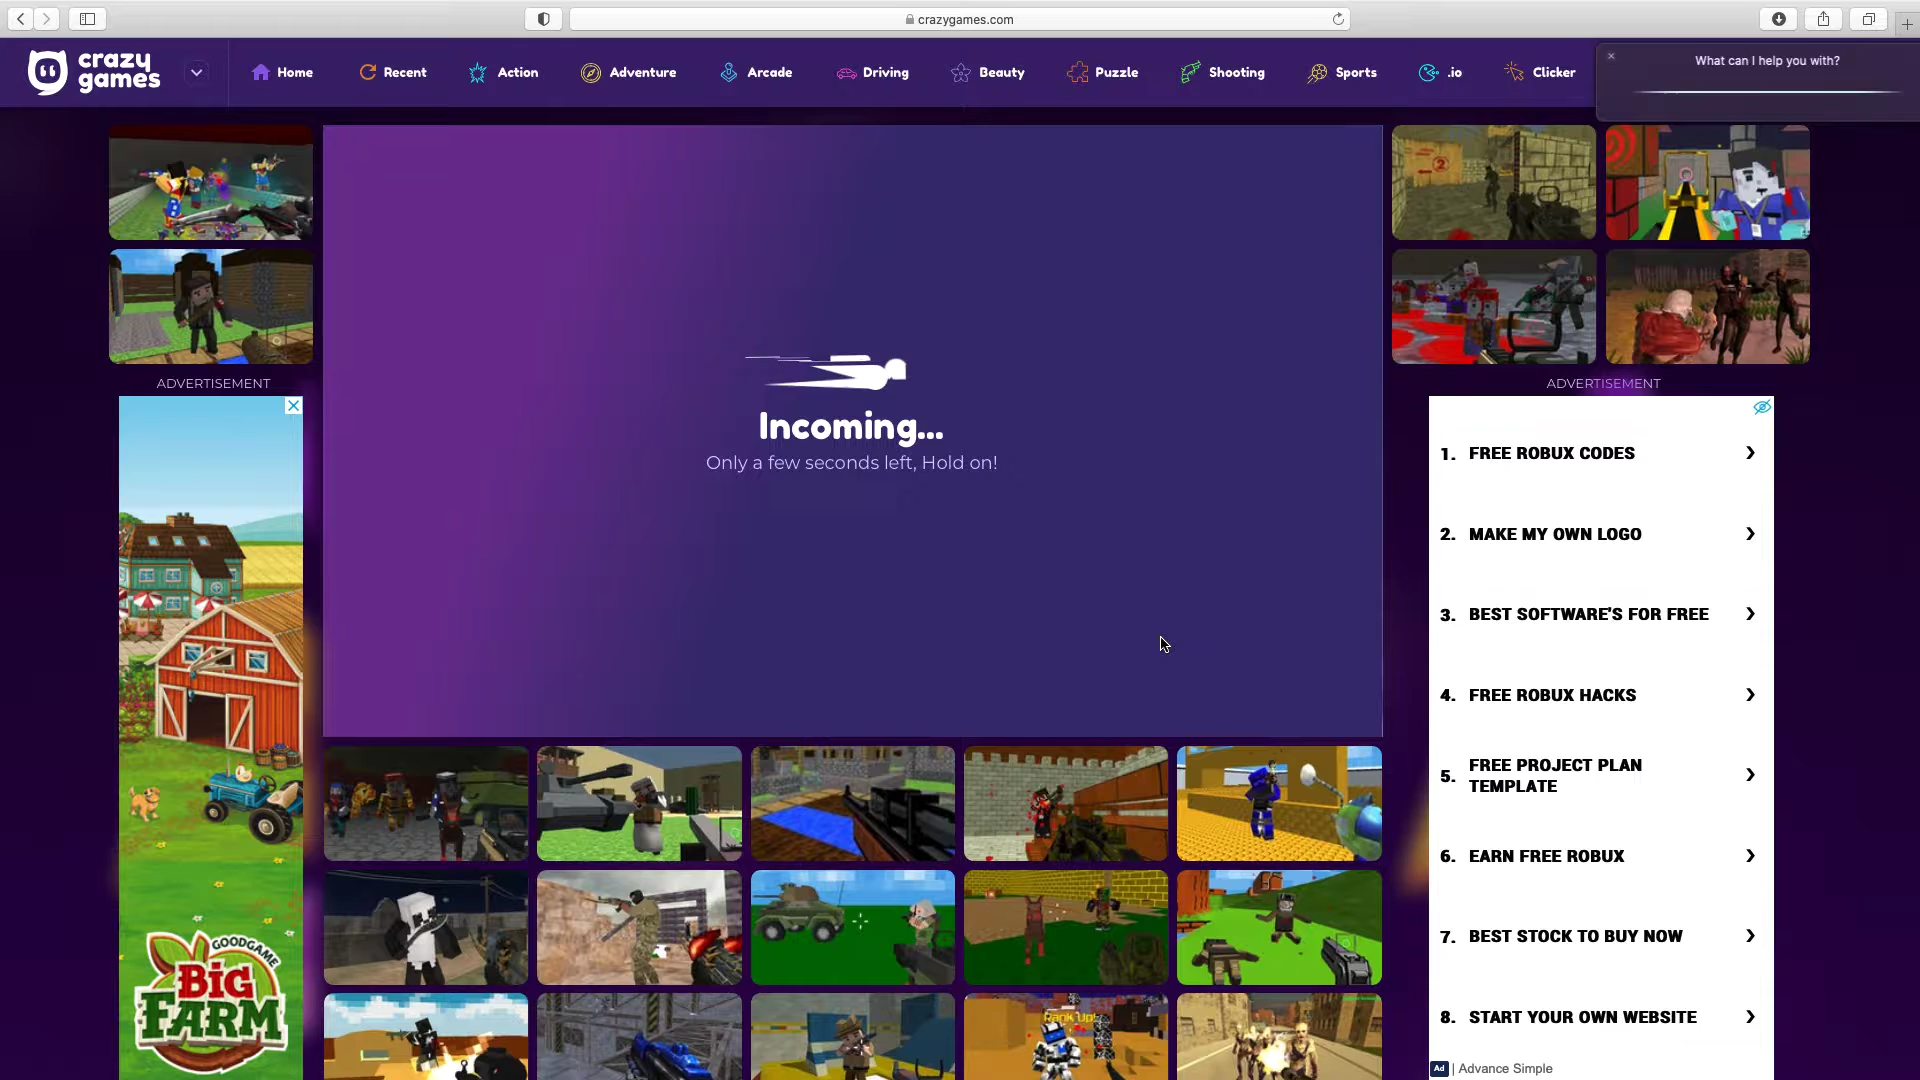 crazygames.com
crazy
games
Home
Recent
Action
Adventure
Arcade
Driving
Beauty
Puzzle
Shooting
Sports
.io
Clicker
What can I help you with?
2
ADVERTISEMENT
ADVERTISEMENT
Incoming...
Only a few seconds left, Hold on!
1. FREE ROBUX CODES
2. MAKE MY OWN LOGO
3. BEST SOFTWARE'S FOR FREE
4. FREE ROBUX HACKS
5. FREE PROJECT PLAN
TEMPLATE
6. EARN FREE ROBUX
7. BEST STOCK TO BUY NOW
8. START YOUR OWN WEBSITE
Ad | Advance Simple
GOODGAME
BIG
FARM
Rank Up!